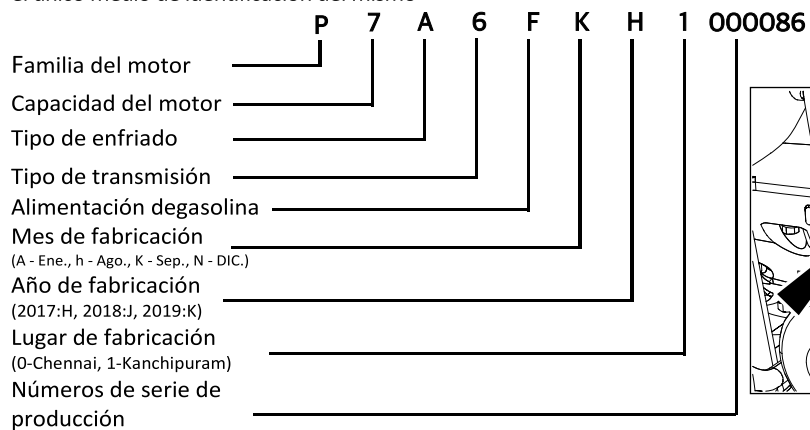 P 7 A 6 F K H 1 000086
Familia del motor
Capacidad del motor
Tipo de enfriado
Tipo de transmisión
Alimentación degasolina
Mes de fabricación
(A - Ene., h - Ago., K - Sep., N - DIC.)
Año de fabricación
(2017:H, 2018:J, 2019:K)
Lugar de fabricación
(0-Chennai, 1-Kanchipuram)
Números de serie de
producción